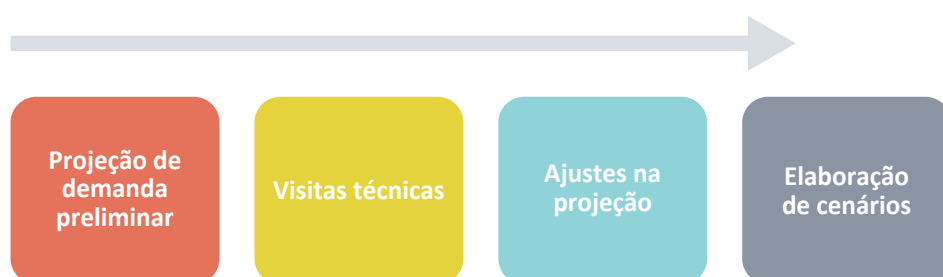 Projeção de
demanda
preliminar
Visitas técnicas
Ajustes na
projeção
Elaboração
de cenários